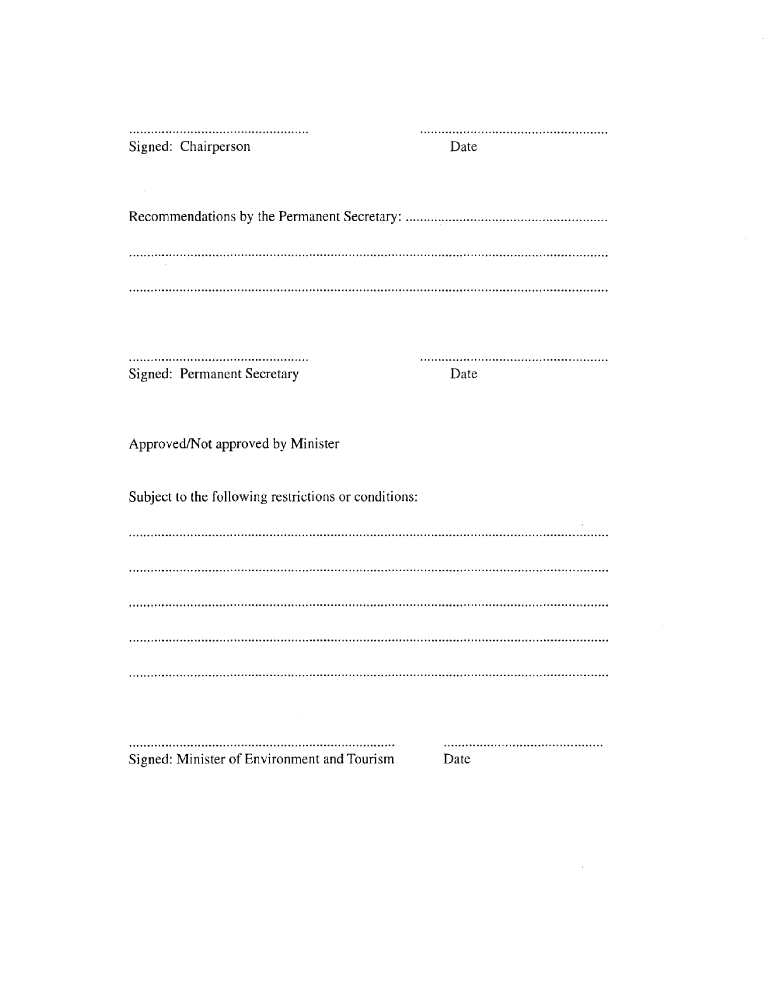 .................................................. ....................................................
Signed: Chairperson Date
Recommendations by the Permanent Secretary: ........................................................
.....................................................................................................................................
.....................................................................................................................................
.................................................. ....................................................
Signed: Permanent Secretary Date
Approved/Not approved by Minister
Subject to the following restrictions or conditions:
.....................................................................................................................................
.....................................................................................................................................
.....................................................................................................................................
.....................................................................................................................................
.....................................................................................................................................
.......................................................................... ............................................
Signed: Minister of Environment and Tourism Date